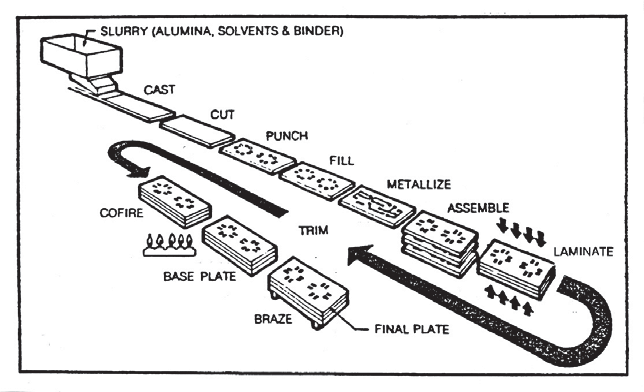 SLURRY (ALUMINA, SOLVENTS & BINDER)
CAST
CUT
PUNCH
FILL
METALLIZE
ASSEMBLE
LAMINATE
TRIM
COFIRE
BASE PLATE
BRAZE
FINAL PLATE